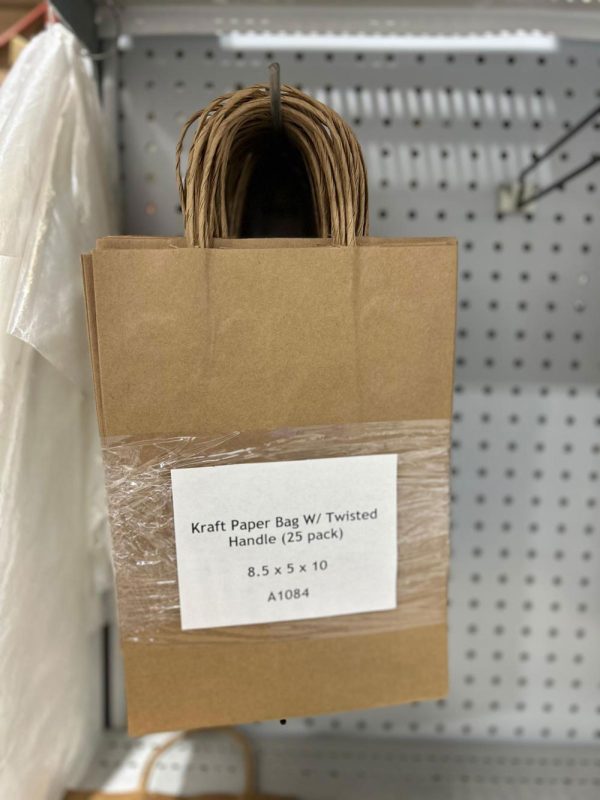 Kraft Paper Bag W/ Twisted
Handle (25 pack)
8.5 x 5 x 10
A1084